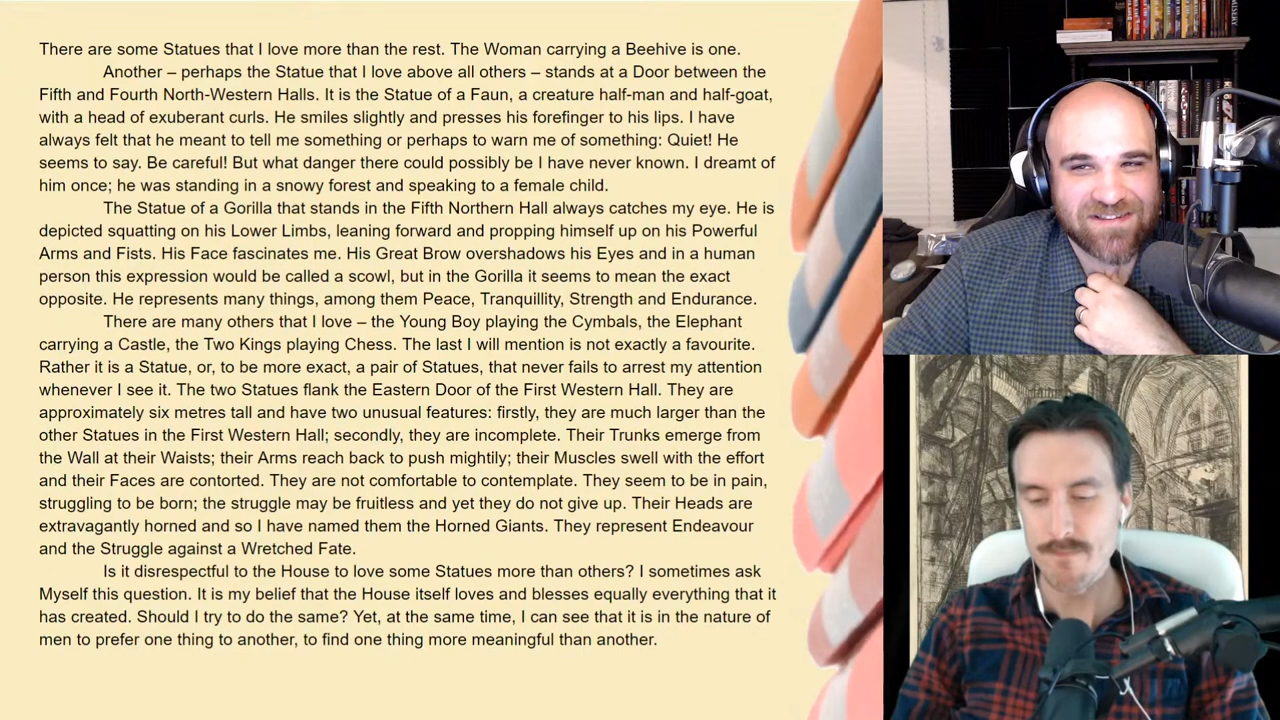 There are some Statues that I love more than the rest. The Woman carrying a Beehive is one.
Another – perhaps the Statue that I love above all others – stands at a Door between the
Fifth and Fourth North-Western Halls. It is the Statue of a Faun, a creature half-man and half-goat,
with a head of exuberant curls. He smiles slightly and presses his forefinger to his lips. I have
always felt that he meant to tell me something or perhaps to warn me of something: Quiet! He
seems to say. Be careful! But what danger there could possibly be I have never known. I dreamt of
him once; he was standing in a snowy forest and speaking to a female child.
The Statue of a Gorilla that stands in the Fifth Northern Hall always catches my eye. He is
depicted squatting on his Lower Limbs, leaning forward and propping himself up on his Powerful
Arms and Fists. His Face fascinates me. His Great Brow overshadows his Eyes and in a human
person this expression would be called a scowl, but in the Gorilla it seems to mean the exact
opposite. He represents many things, among them Peace, Tranquillity, Strength and Endurance.
There are many others that I love – the Young Boy playing the Cymbals, the Elephant
carrying a Castle, the Two Kings playing Chess. The last I will mention is not exactly a favourite.
Rather it is a Statue, or, to be more exact, a pair of Statues, that never fails to arrest my attention
whenever I see it. The two Statues flank the Eastern Door of the First Western Hall. They are
approximately six metres tall and have two unusual features: firstly, they are much larger than the
other Statues in the First Western Hall; secondly, they are incomplete. Their Trunks emerge from
the Wall at their Waists; their Arms reach back to push mightily; their Muscles swell with the effort
and their Faces are contorted. They are not comfortable to contemplate. They seem to be in pain,
struggling to be born; the struggle may be fruitless and yet they do not give up. Their Heads are
extravagantly horned and so I have named them the Horned Giants. They represent Endeavour
and the Struggle against a Wretched Fate.
Is it disrespectful to the House to love some Statues more than others? I sometimes ask
Myself this question. It is my belief that the House itself loves and blesses equally everything that it
has created. Should I try to do the same? Yet, at the same time, I can see that it is in the nature of
men to prefer one thing to another, to find one thing more meaningful than another.